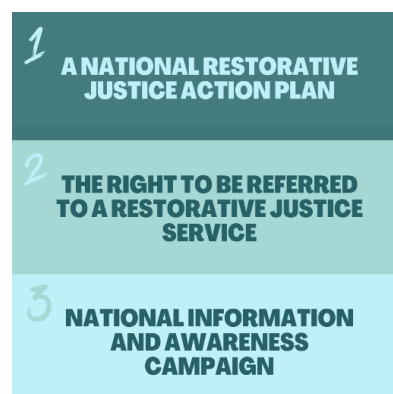 1
A NATIONAL RESTORATIVE
JUSTICE ACTION PLAN
2
THE RIGHT TO BE REFERRED
TO A RESTORATIVE JUSTICE
SERVICE
3
NATIONAL INFORMATION
AND AWARENESS
CAMPAIGN